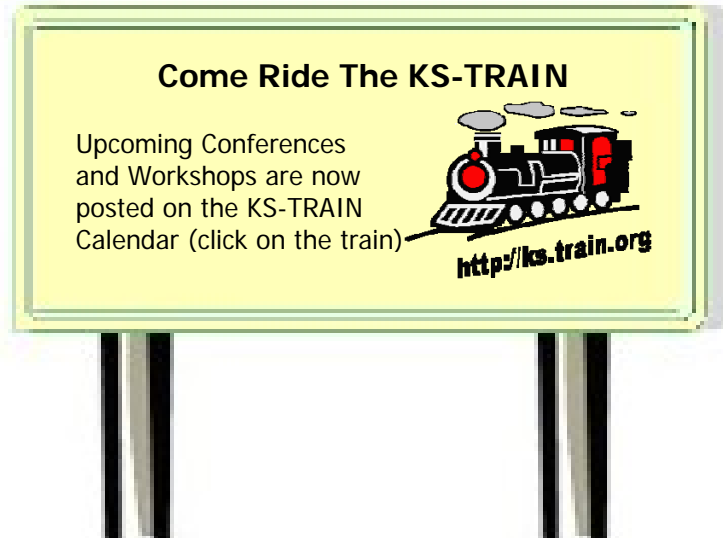 Come Ride The KS-TRAIN
Upcoming Conferences
and Workshops are now
posted on the KS-TRAIN
Calendar (click on the train)
http://ks.train.org